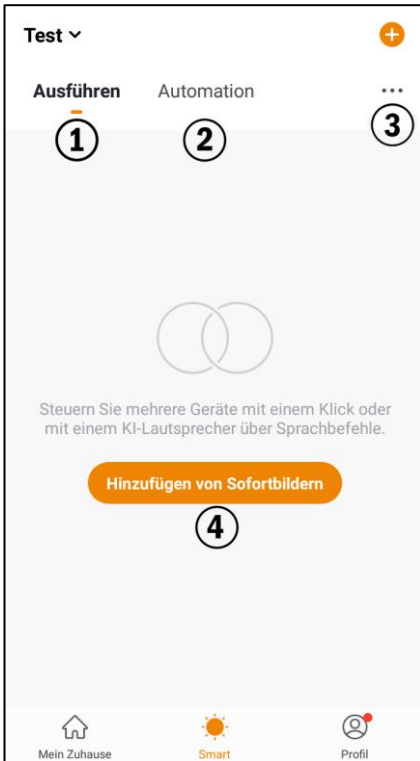 Test
Ausführen Automation ...
1 2 3
Steuern Sie mehrere Geräte mit einem Klick oder
mit einem KI-Lautsprecher über Sprachbefehle.
Hinzufügen von Sofortbildern
4
Mein Zuhause Smart Profil